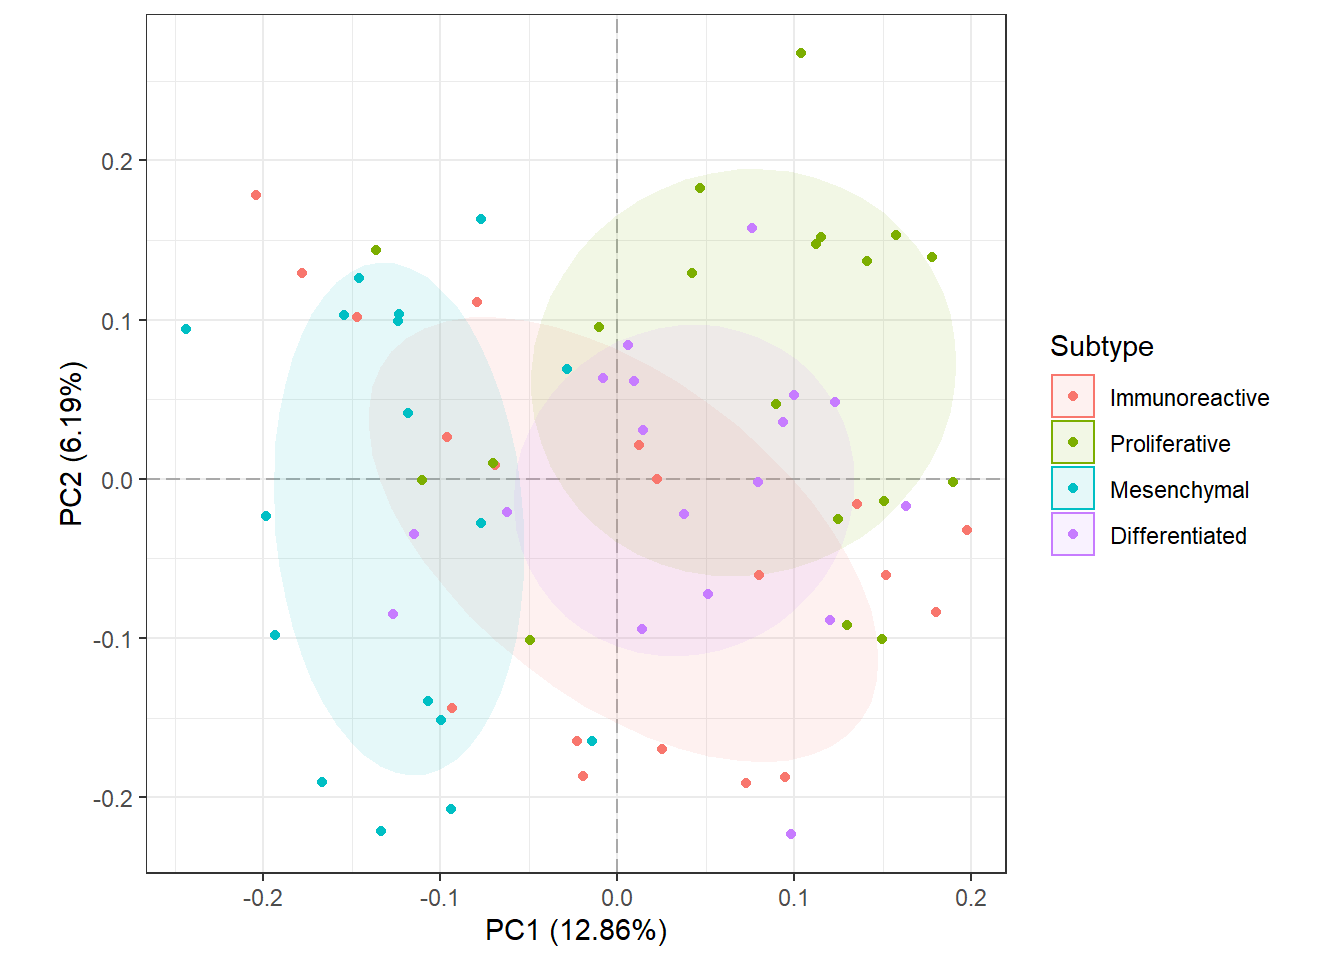 0.2
0.1
0.0
-0.1
-0.2
PC2 (6.19%)
-0.2 -0.1 0.0 0.1 0.2
PC1 (12.86%)
Subtype
Immunoreactive
Proliferative
Mesenchymal
Differentiated